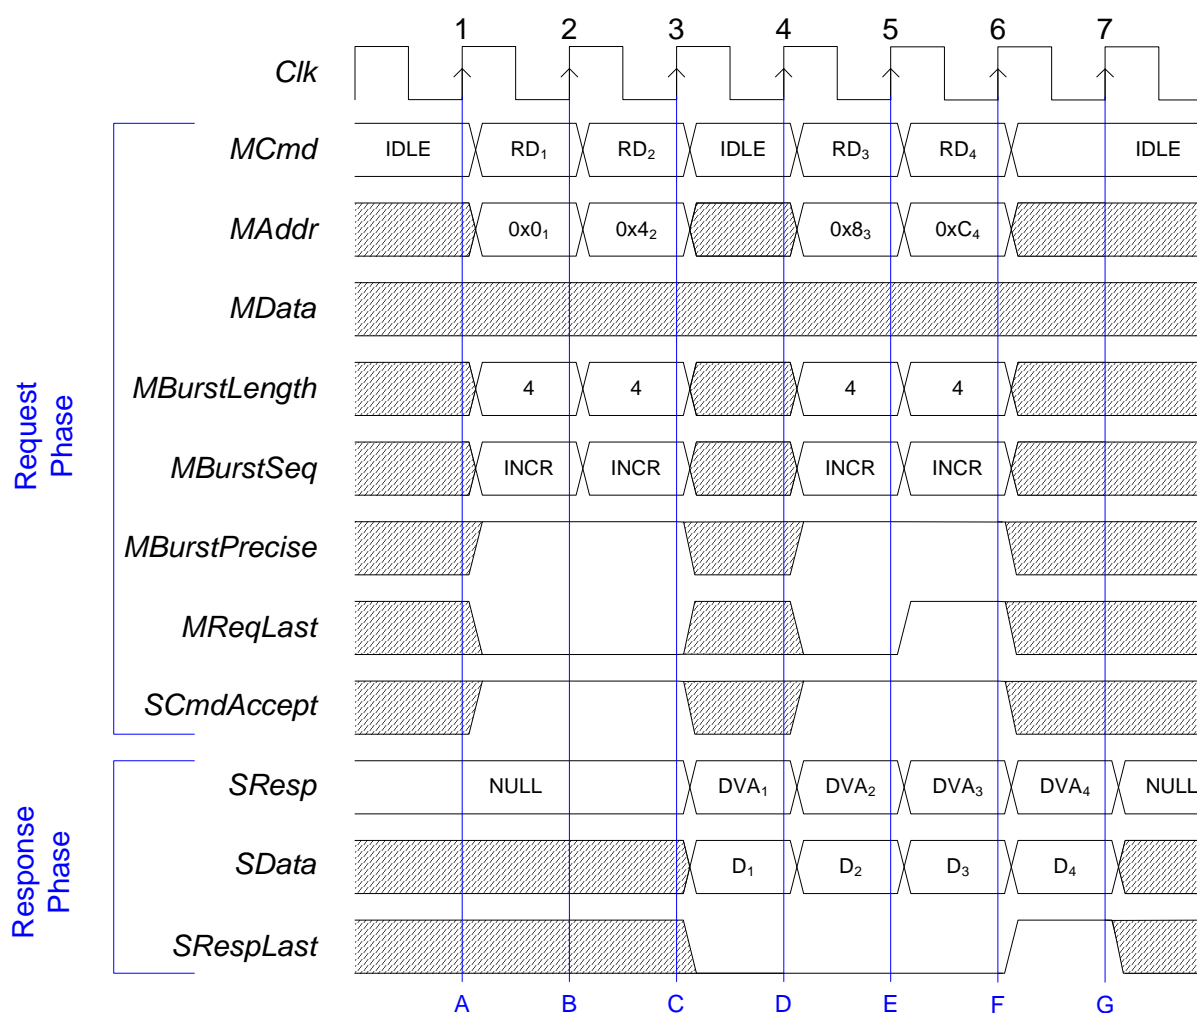 1 2 3 4 5 6 7
Clk
MCmd IDLE RD₁ RD₂ IDLE RD₃ RD₄ IDLE
MAddr 0x0₁ 0x4₂ 0x8₃ 0xC₄
MData
MBurstLength 4 4 4 4
Request
Phase
MBurstSeq INCR INCR INCR INCR
MBurstPrecise
MReqLast
SCmdAccept
SResp NULL DVA₁ DVA₂ DVA₃ DVA₄ NULL
Response
Phase
SData D₁ D₂ D₃ D₄
SRespLast
A B C D E F G